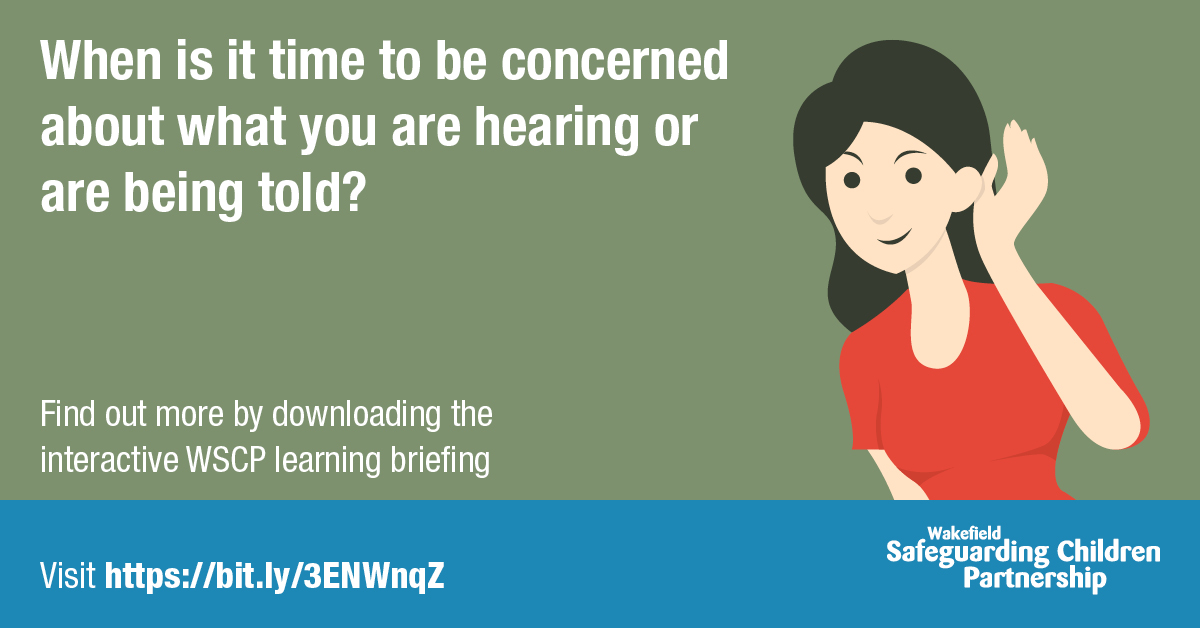 When is it time to be concerned
about what you are hearing or
are being told?
Find out more by downloading the
interactive WSCP learning briefing
Visit https://bit.ly/3ENWnqZ
Wakefield
Safeguarding Children
Partnership